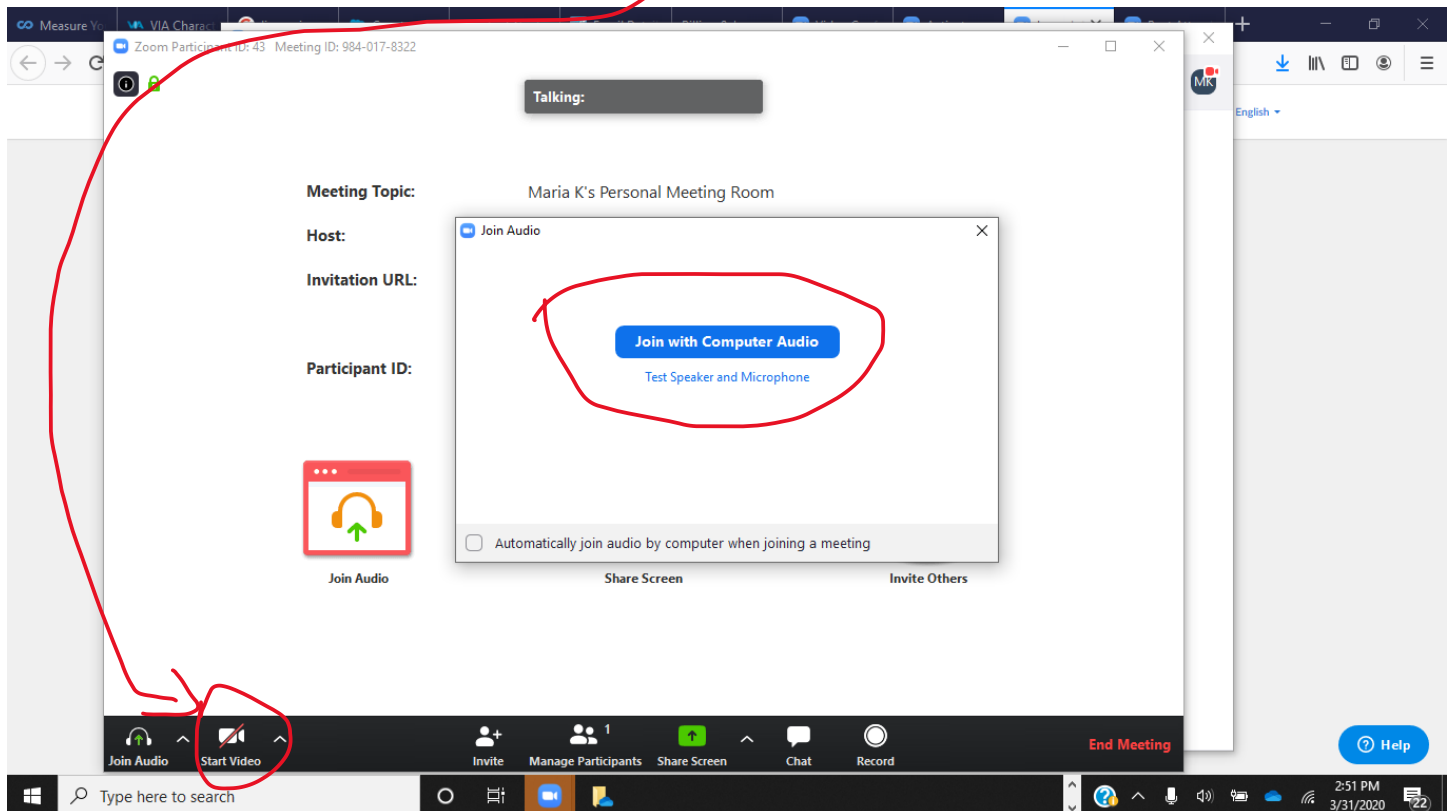 Measure Yo
VIA Charact
Zoom Participant ID: 43 Meeting ID: 984-017-8322
MK
English
Talking:
Meeting Topic: Maria K's Personal Meeting Room
Host:
Invitation URL:
Participant ID:
Join Audio
Join with Computer Audio
Test Speaker and Microphone
Automatically join audio by computer when joining a meeting
Join Audio Share Screen Invite Others
Join Audio Start Video Invite Manage Participants 1 Share Screen Chat Record End Meeting
Help
Type here to search
2:51 PM
3/31/2020
22